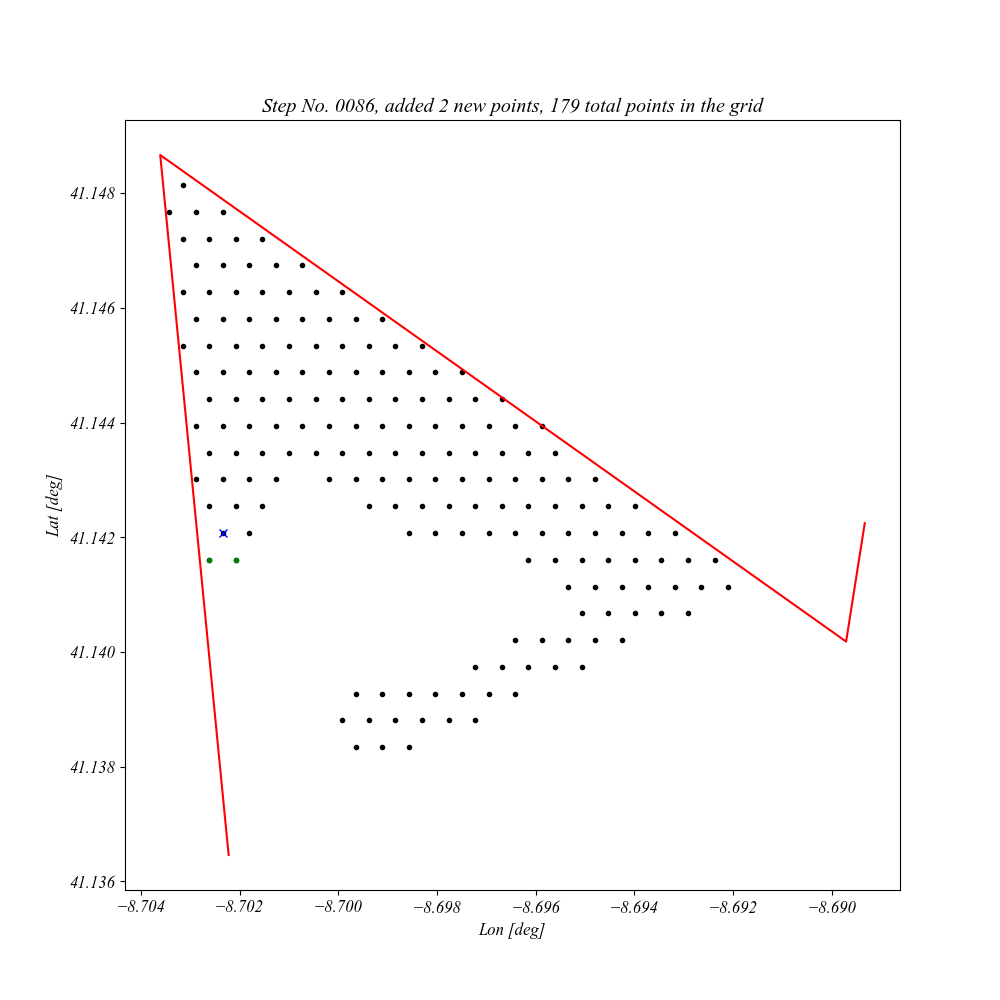 Step No. 0086, added 2 new points, 179 total points in the grid
41.148
41.146
41.144
41.142
41.140
41.138
41.136
Lat [deg]
−8.704 −8.702 −8.700 −8.698 −8.696 −8.694 −8.692 −8.690
Lon [deg]